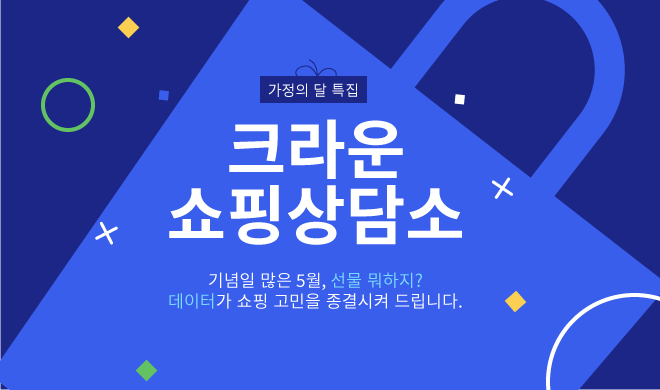 가정의 달 특집
크라운
쇼핑상담소
기념일 많은 5월, 선물 뭐하지?
데이터가 쇼핑 고민을 종결시켜 드립니다.